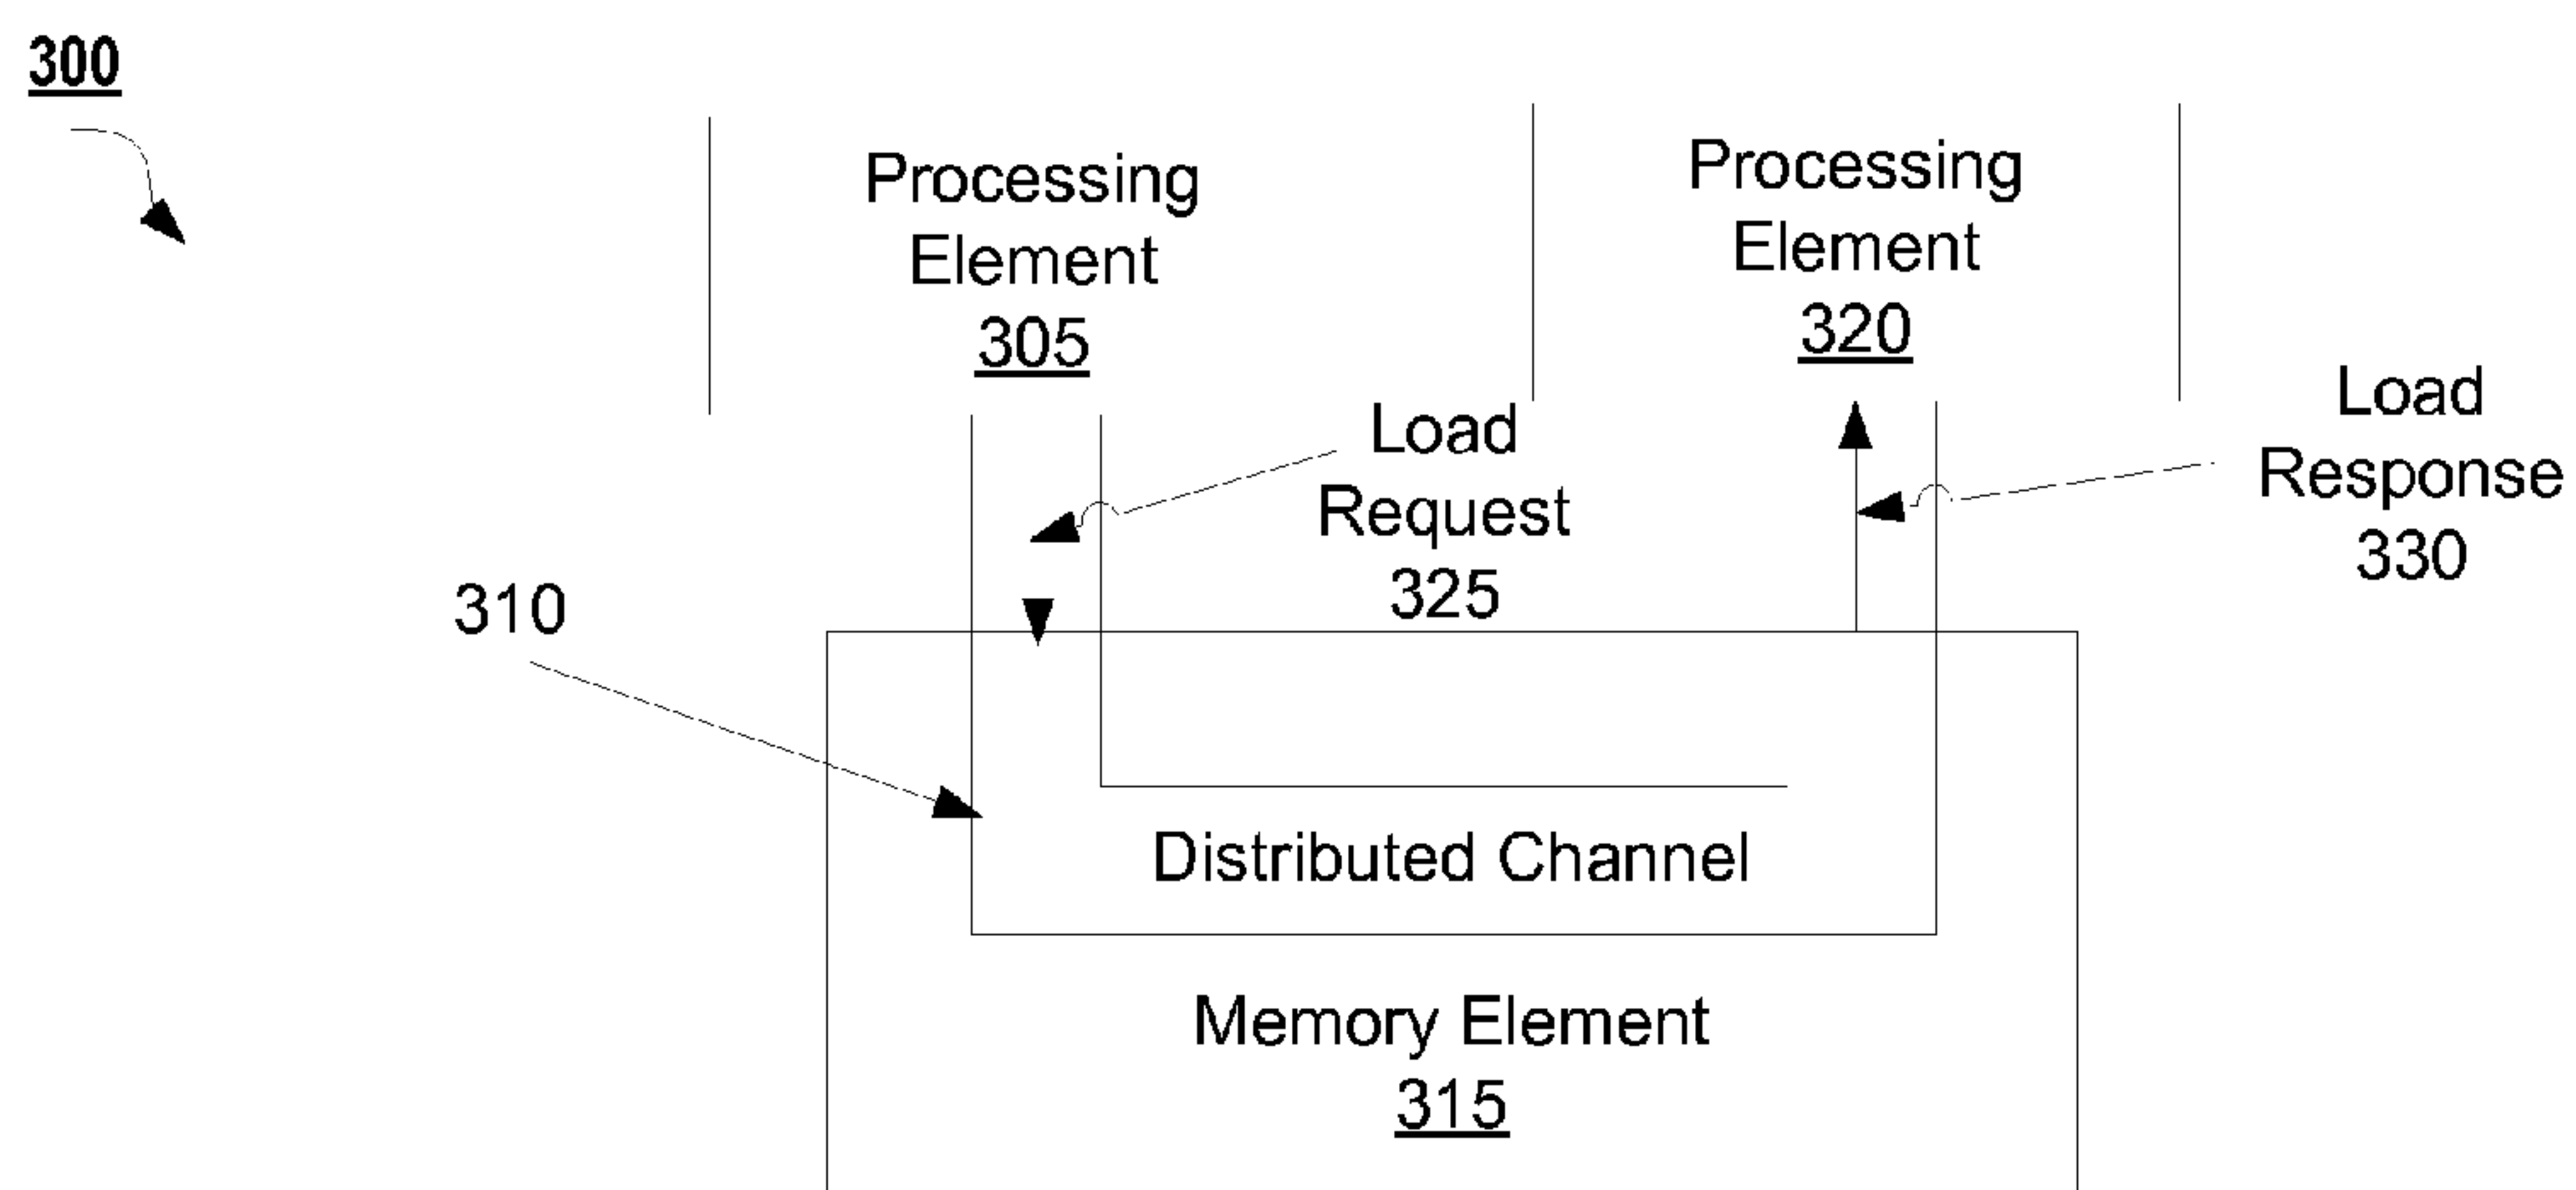 300
Processing
Element
305
Processing
Element
320
Load
Request
325
Load
Response
330
310
Distributed Channel
Memory Element
315